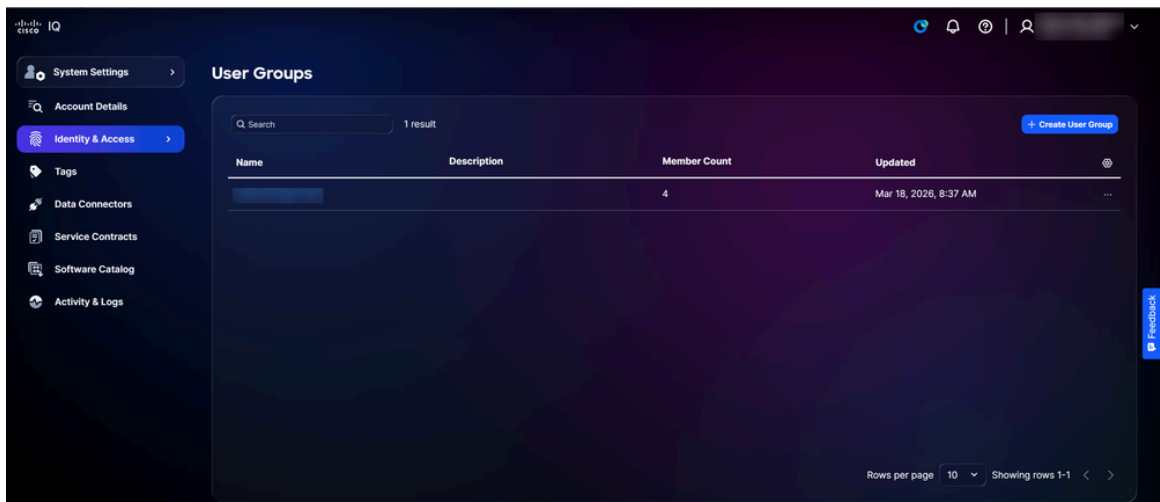 CISCO IQ
System Settings
User Groups
Account Details
Search
1 result
+ Create User Group
Identity & Access
Name Description Member Count Updated
Tags
4 Mar 18, 2026, 8:37 AM ...
Data Connectors
Service Contracts
Software Catalog
Activity & Logs
Feedback
Rows per page 10 Showing rows 1-1